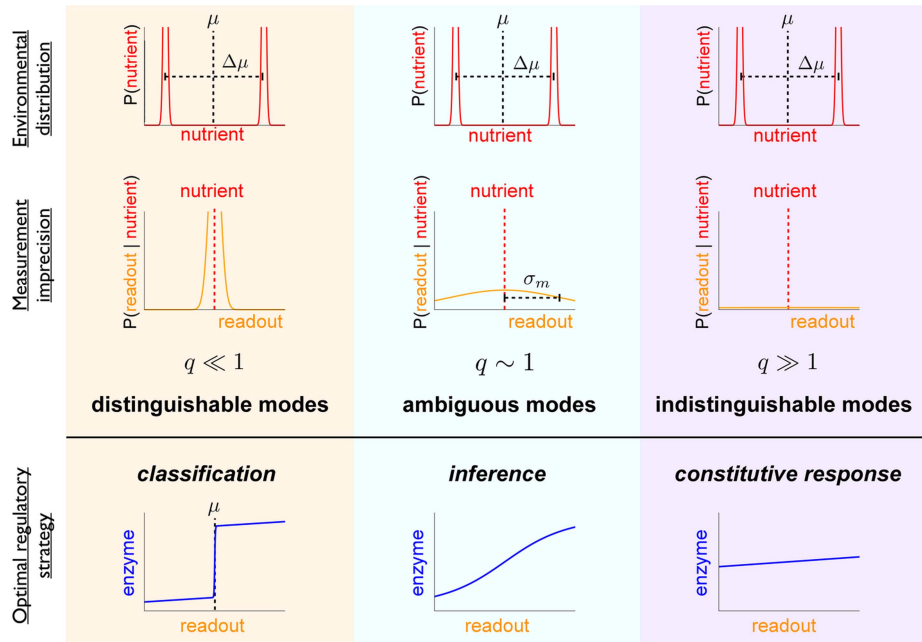 Environmental
distribution
P(nutrient)
μ
Δμ
nutrient
P(nutrient)
μ
Δμ
nutrient
P(nutrient)
μ
Δμ
nutrient
Measurement
imprecision
P(readout | nutrient)
nutrient
readout
P(readout | nutrient)
nutrient
σm
readout
P(readout | nutrient)
nutrient
readout
q ≪ 1
q ∼ 1
q ≫ 1
distinguishable modes
ambiguous modes
indistinguishable modes
Optimal regulatory
strategy
classification
inference
constitutive response
enzyme
μ
readout
enzyme
readout
enzyme
readout